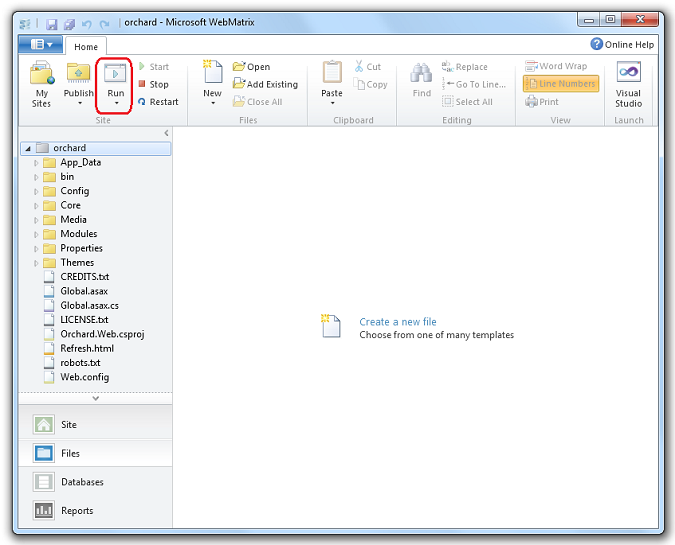 orchard - Microsoft WebMatrix
Home
Online Help
My Sites
Publish
Run
Start
Stop
Restart
Site
New
Open
Add Existing
Close All
Files
Paste
Cut
Copy
Clipboard
Find
Replace
Go To Line...
Select All
Editing
Word Wrap
Line Numbers
Print
View
Visual Studio
Launch
orchard
App_Data
bin
Config
Core
Media
Modules
Properties
Themes
CREDITS.txt
Global.asax
Global.asax.cs
LICENSE.txt
Orchard.Web.csproj
Refresh.html
robots.txt
Web.config
Create a new file
Choose from one of many templates
Site
Files
Databases
Reports